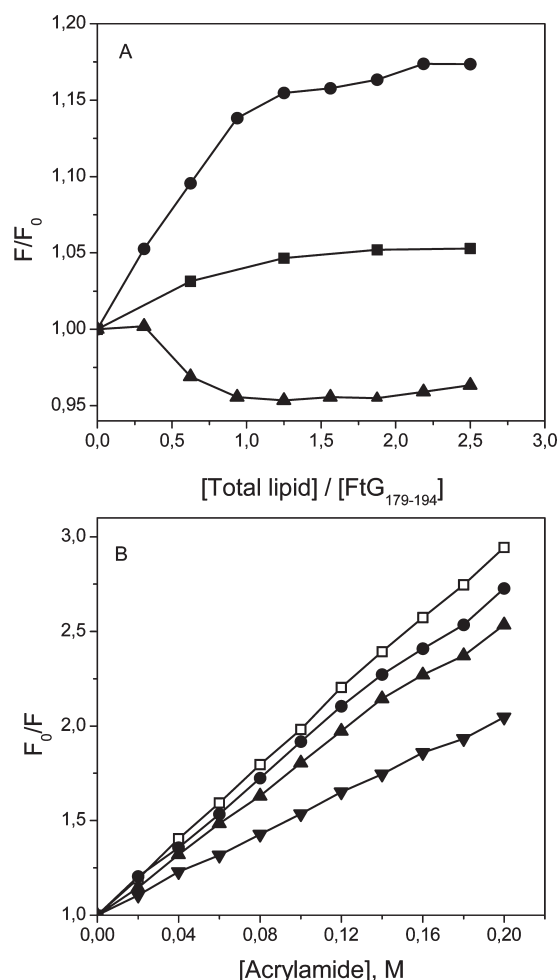 A
1,20
1,15
1,10
1,05
1,00
0,95
F/F₀
0,0 0,5 1,0 1,5 2,0 2,5 3,0
[Total lipid] / [FtG₁₇₉₋₁₉₄]
B
3,0
2,5
2,0
1,5
1,0
F₀/F
0,00 0,04 0,08 0,12 0,16 0,20
[Acrylamide], M